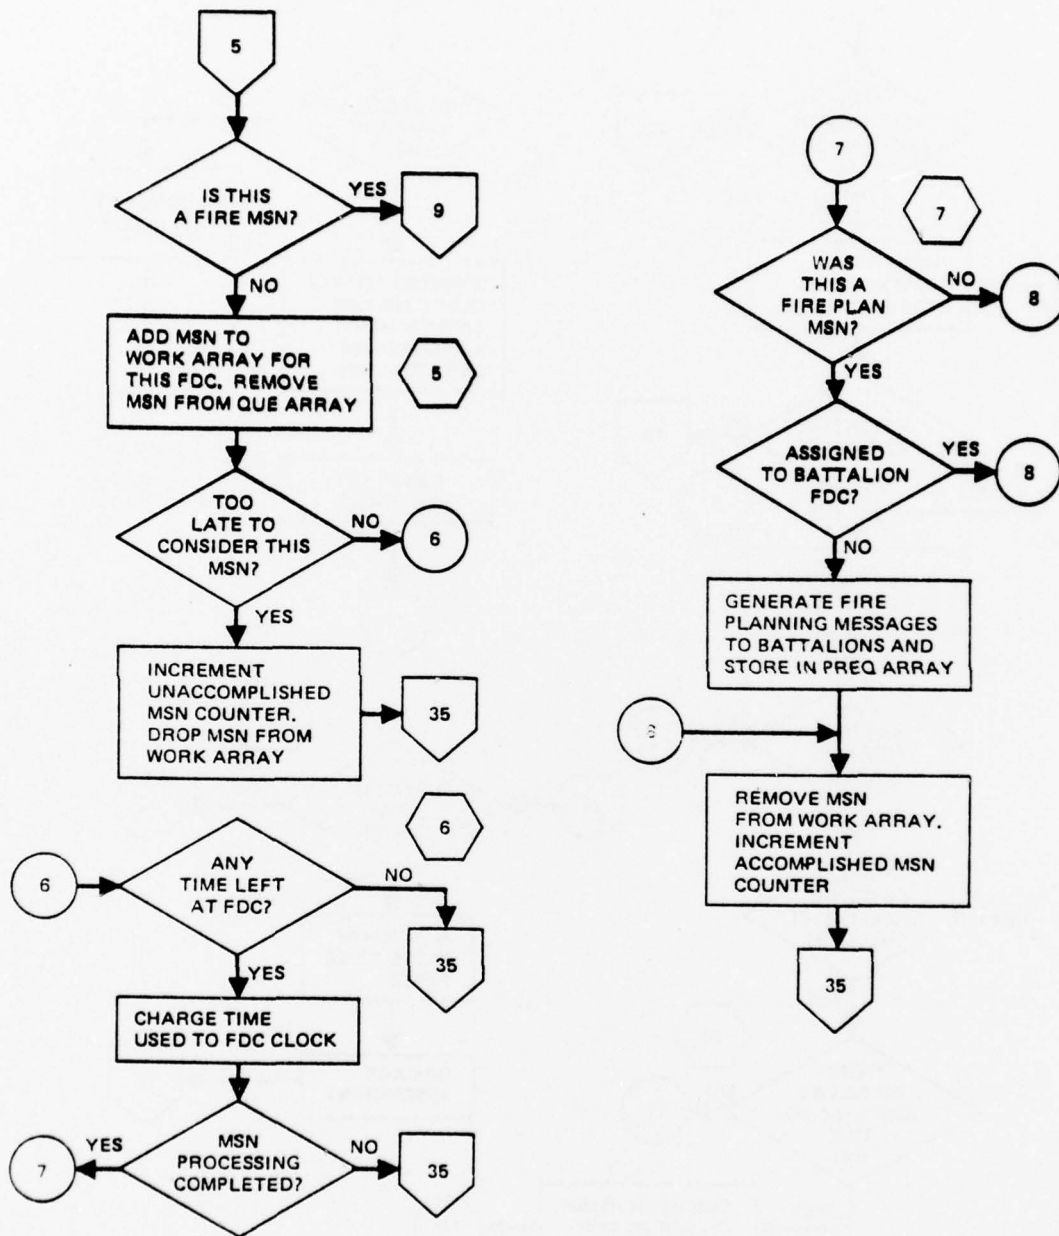 5
IS THIS
A FIRE MSN?
YES
9
NO
ADD MSN TO
WORK ARRAY FOR
THIS FDC. REMOVE
MSN FROM QUE ARRAY
5
TOO
LATE TO
CONSIDER THIS
MSN?
NO
6
YES
INCREMENT
UNACCOMPLISHED
MSN COUNTER.
DROP MSN FROM
WORK ARRAY
35
6
6
ANY
TIME LEFT
AT FDC?
NO
35
YES
CHARGE TIME
USED TO FDC CLOCK
MSN
PROCESSING
COMPLETED?
YES
7
NO
35
7
7
WAS
THIS A
FIRE PLAN
MSN?
NO
8
YES
ASSIGNED
TO BATTALION
FDC?
YES
8
NO
GENERATE FIRE
PLANNING MESSAGES
TO BATTALIONS AND
STORE IN PREQ ARRAY
REMOVE MSN
FROM WORK ARRAY.
INCREMENT
ACCOMPLISHED MSN
COUNTER
35